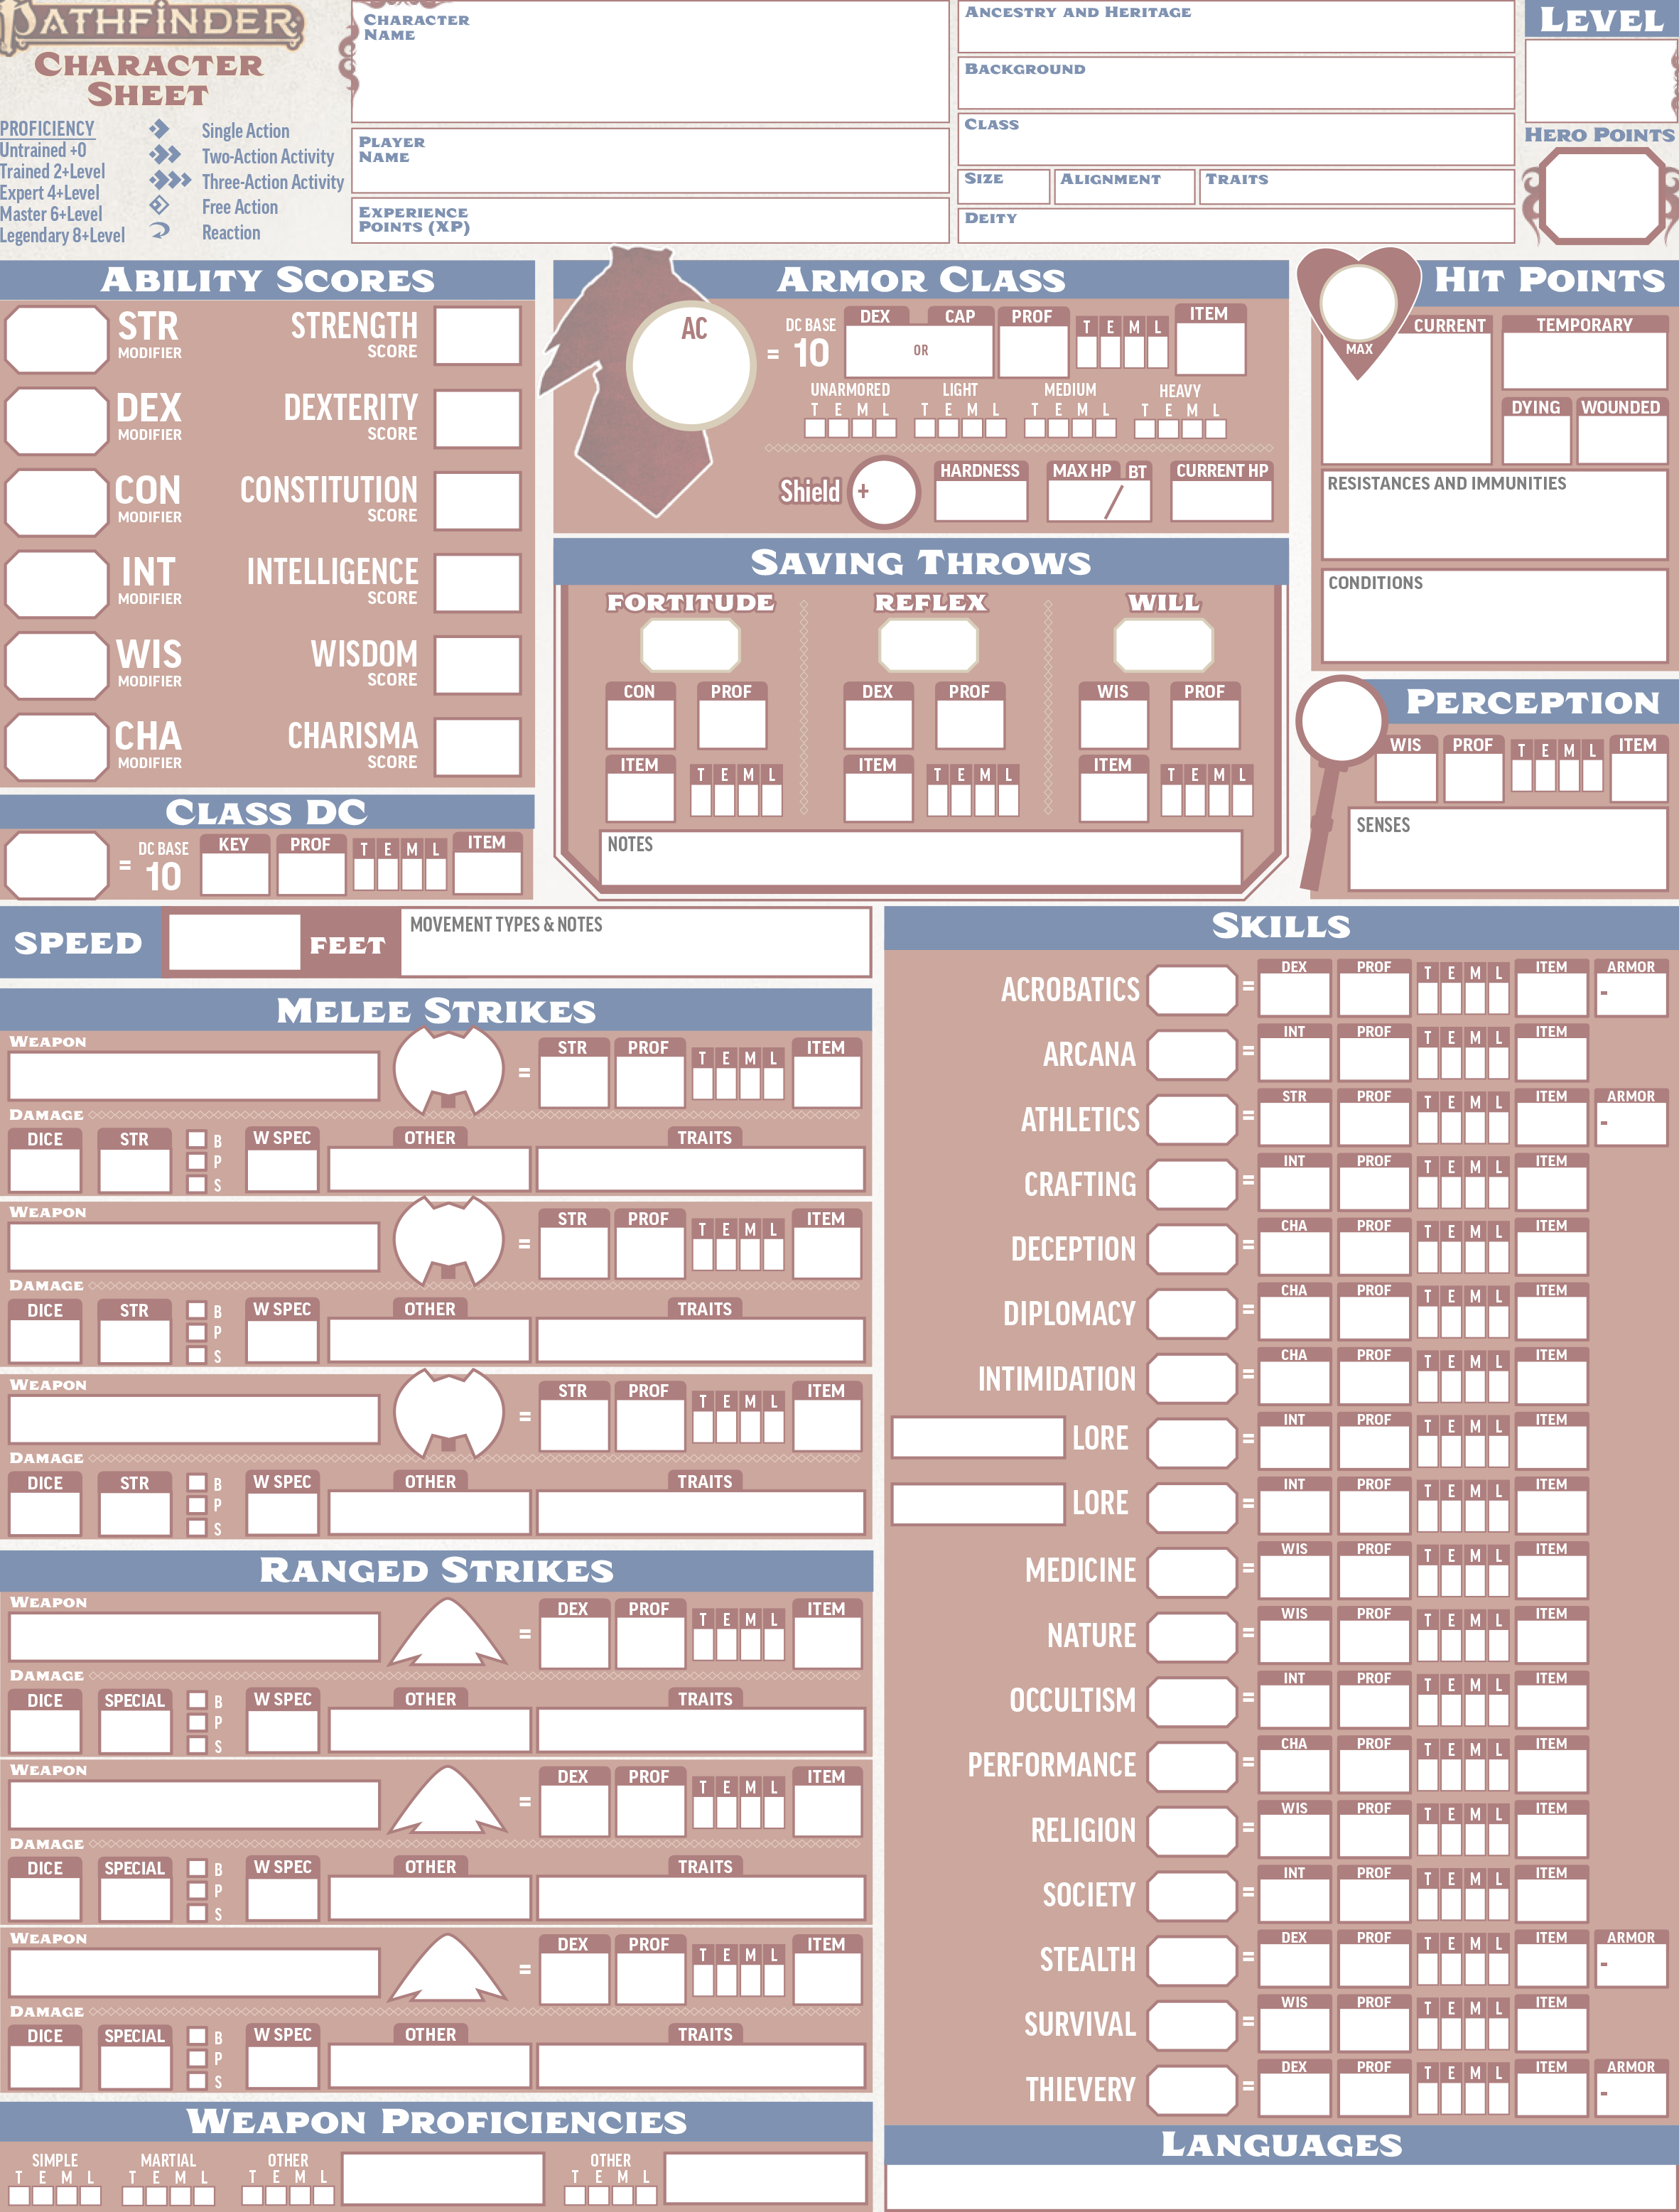 PATHFINDER
CHARACTER
SHEET
PROFICIENCY
Untrained +0
Trained 2+Level
Expert 4+Level
Master 6+Level
Legendary 8+Level
Single Action
Two-Action Activity
Three-Action Activity
Free Action
Reaction
CHARACTER
NAME
PLAYER
NAME
EXPERIENCE
POINTS (XP)
ANCESTRY AND HERITAGE
BACKGROUND
CLASS
SIZE ALIGNMENT TRAITS
DEITY
LEVEL
HERO POINTS
ABILITY SCORES
STR MODIFIER STRENGTH SCORE
DEX MODIFIER DEXTERITY SCORE
CON MODIFIER CONSTITUTION SCORE
INT MODIFIER INTELLIGENCE SCORE
WIS MODIFIER WISDOM SCORE
CHA MODIFIER CHARISMA SCORE
CLASS DC
= DC BASE 10 KEY PROF T E M L ITEM
ARMOR CLASS
AC = DC BASE 10 DEX OR CAP PROF T E M L ITEM
UNARMORED LIGHT MEDIUM HEAVY
T E M L T E M L T E M L T E M L
Shield + HARDNESS MAX HP / BT CURRENT HP
SAVING THROWS
FORTITUDE REFLEX WILL
CON PROF DEX PROF WIS PROF
ITEM T E M L ITEM T E M L ITEM T E M L
NOTES
HIT POINTS
MAX CURRENT TEMPORARY
DYING WOUNDED
RESISTANCES AND IMMUNITIES
CONDITIONS
PERCEPTION
WIS PROF T E M L ITEM
SENSES
SPEED FEET MOVEMENT TYPES & NOTES
MELEE STRIKES
WEAPON = STR PROF T E M L ITEM
DAMAGE
DICE STR B P S W SPEC OTHER TRAITS
WEAPON = STR PROF T E M L ITEM
DAMAGE
DICE STR B P S W SPEC OTHER TRAITS
WEAPON = STR PROF T E M L ITEM
DAMAGE
DICE STR B P S W SPEC OTHER TRAITS
RANGED STRIKES
WEAPON = DEX PROF T E M L ITEM
DAMAGE
DICE SPECIAL B P S W SPEC OTHER TRAITS
WEAPON = DEX PROF T E M L ITEM
DAMAGE
DICE SPECIAL B P S W SPEC OTHER TRAITS
WEAPON = DEX PROF T E M L ITEM
DAMAGE
DICE SPECIAL B P S W SPEC OTHER TRAITS
WEAPON PROFICIENCIES
SIMPLE MARTIAL OTHER OTHER
T E M L T E M L T E M L T E M L
SKILLS
ACROBATICS = DEX PROF T E M L ITEM ARMOR -
ARCANA = INT PROF T E M L ITEM
ATHLETICS = STR PROF T E M L ITEM ARMOR -
CRAFTING = INT PROF T E M L ITEM
DECEPTION = CHA PROF T E M L ITEM
DIPLOMACY = CHA PROF T E M L ITEM
INTIMIDATION = CHA PROF T E M L ITEM
LORE = INT PROF T E M L ITEM
LORE = INT PROF T E M L ITEM
MEDICINE = WIS PROF T E M L ITEM
NATURE = WIS PROF T E M L ITEM
OCCULTISM = INT PROF T E M L ITEM
PERFORMANCE = CHA PROF T E M L ITEM
RELIGION = WIS PROF T E M L ITEM
SOCIETY = INT PROF T E M L ITEM
STEALTH = DEX PROF T E M L ITEM ARMOR -
SURVIVAL = WIS PROF T E M L ITEM
THIEVERY = DEX PROF T E M L ITEM ARMOR -
LANGUAGES